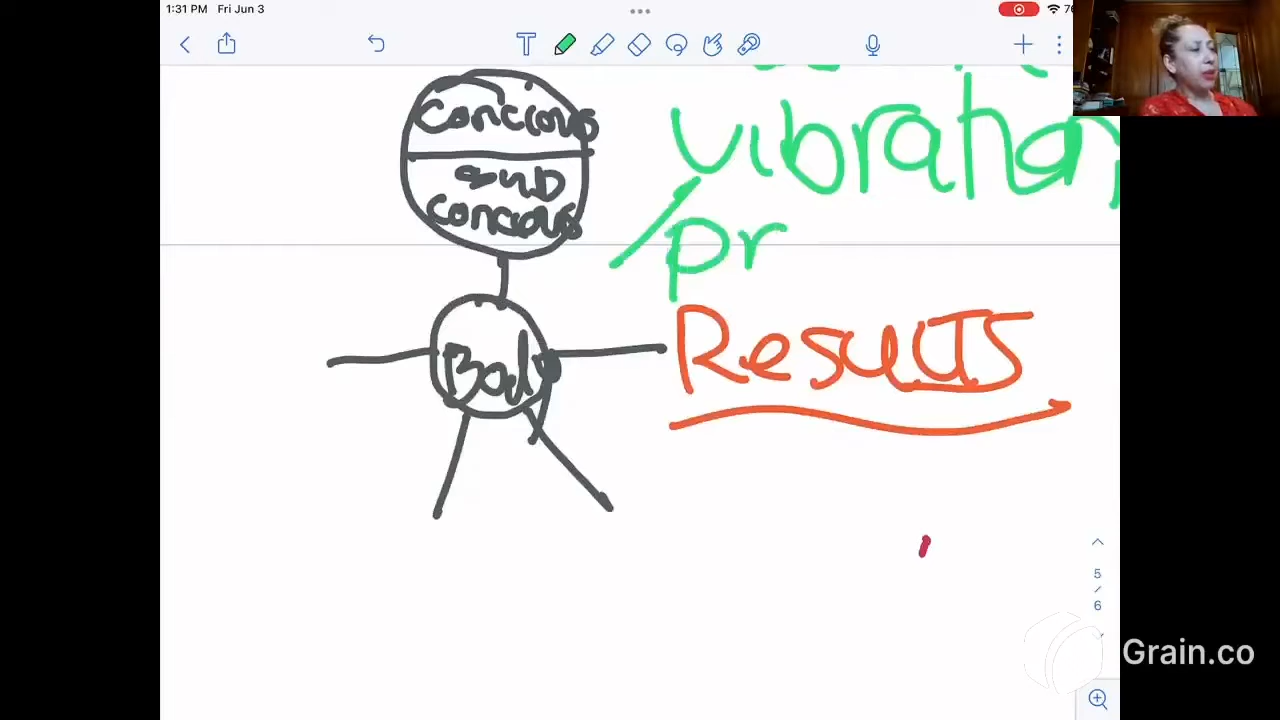 1:31 PM Fri Jun 3
Concious
SUB
concious
vibration
pr
Body
Results
5
/
6
Grain.co